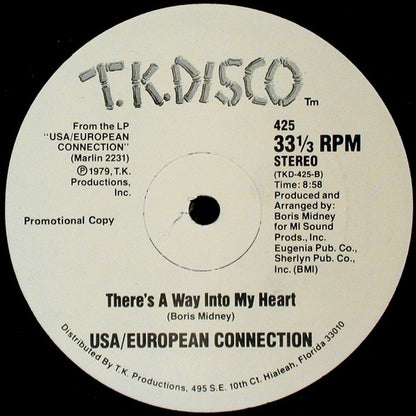 T.K.DISCO TM
From the LP
"USA/EUROPEAN
CONNECTION"
(Marlin 2231)
Ⓟ 1979, T.K.
Productions,
Inc.
Promotional Copy
425
33 1/3 RPM
STEREO
(TKD-425-B)
Time: 8:58
Produced and
Arranged by:
Boris Midney
for MI Sound
Prods., Inc.
Eugenia Pub. Co.,
Sherlyn Pub. Co.,
Inc. (BMI)
There's A Way Into My Heart
(Boris Midney)
USA/EUROPEAN CONNECTION
Distributed By T.K. Productions, 495 S.E. 10th Ct. Hialeah, Florida 33010